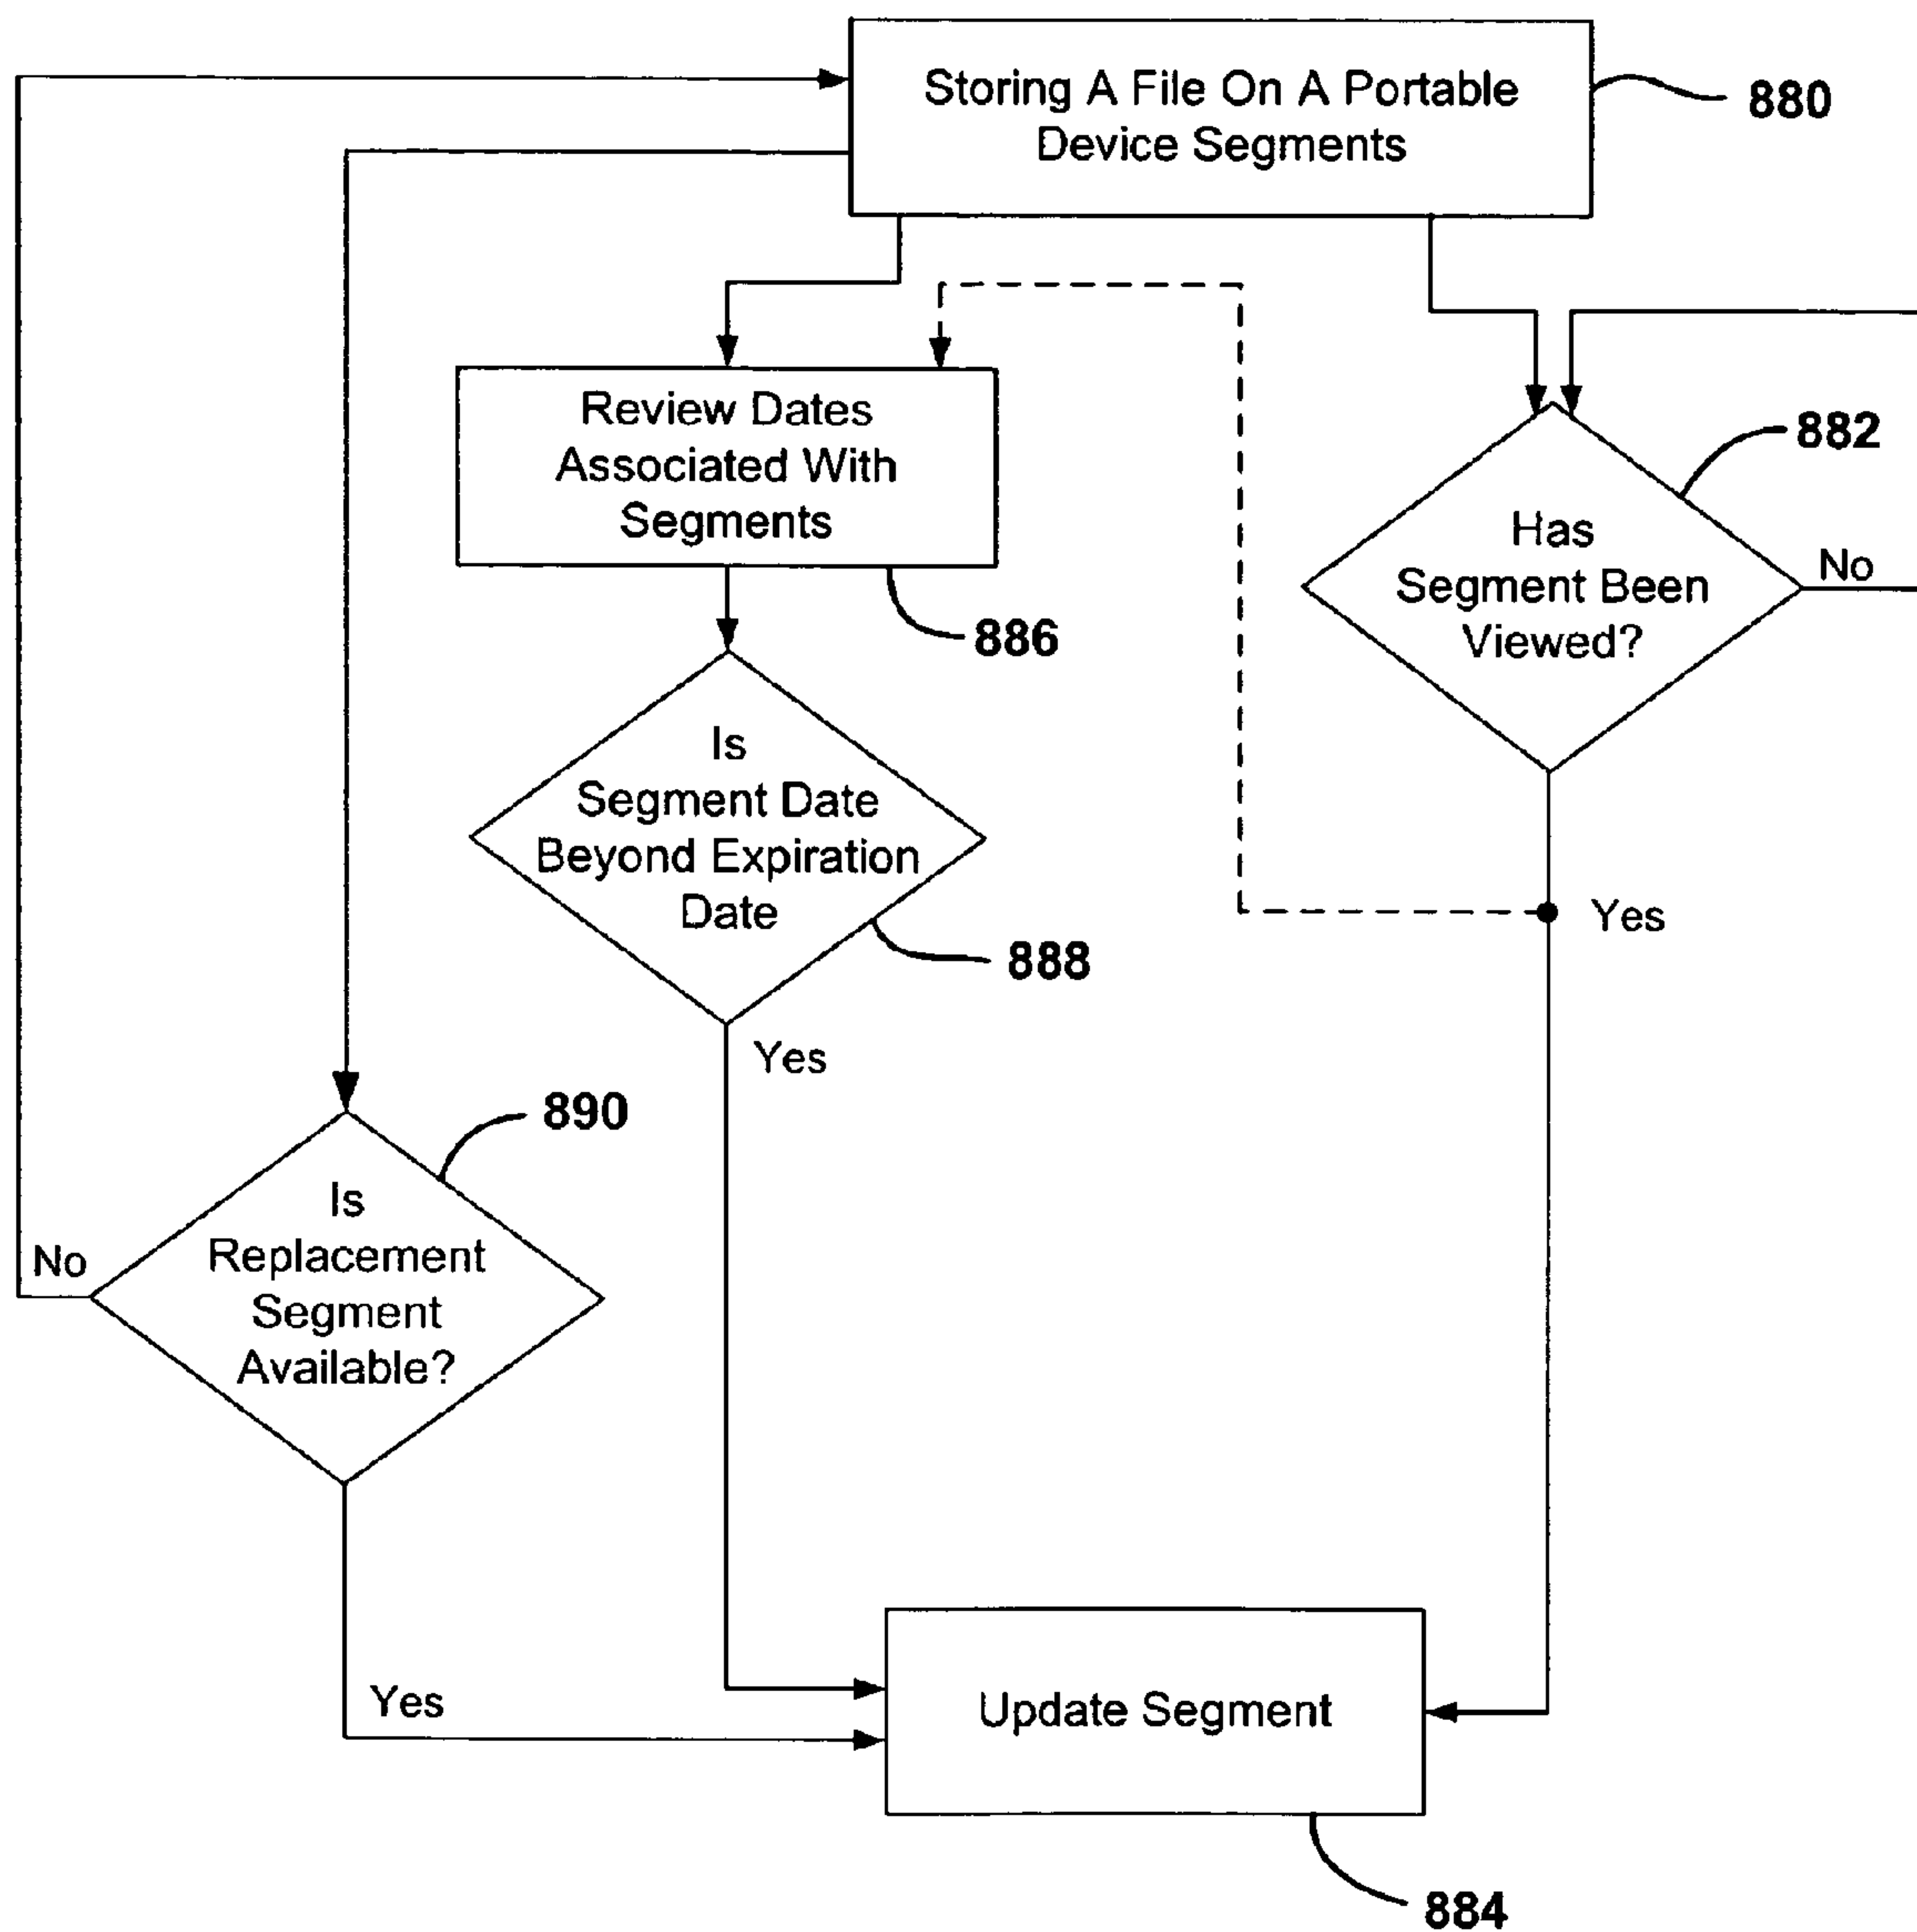 Storing A File On A Portable
Device Segments
880
Review Dates
Associated With
Segments
886
882
Has
Segment Been
Viewed?
No
Is
Segment Date
Beyond Expiration
Date
888
Yes
Yes
890
Is
Replacement
Segment
Available?
No
Yes
Update Segment
884